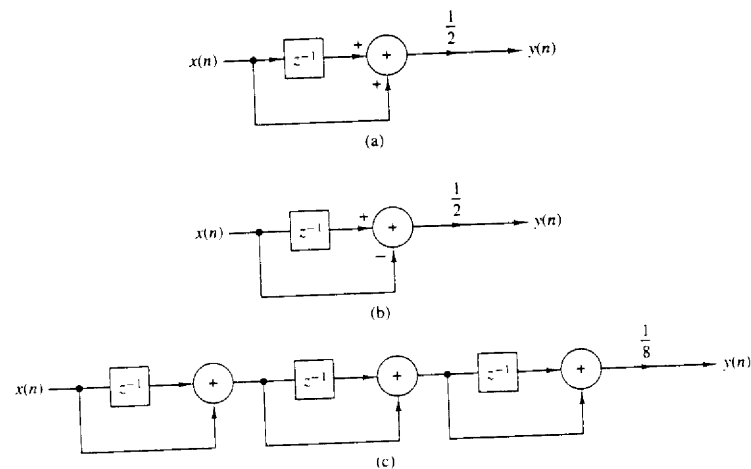 1/2
x(n) z⁻¹ + + y(n)
+
(a)
1/2
x(n) z⁻¹ + + y(n)
−
(b)
1/8
x(n) z⁻¹ + z⁻¹ + z⁻¹ + y(n)
(c)